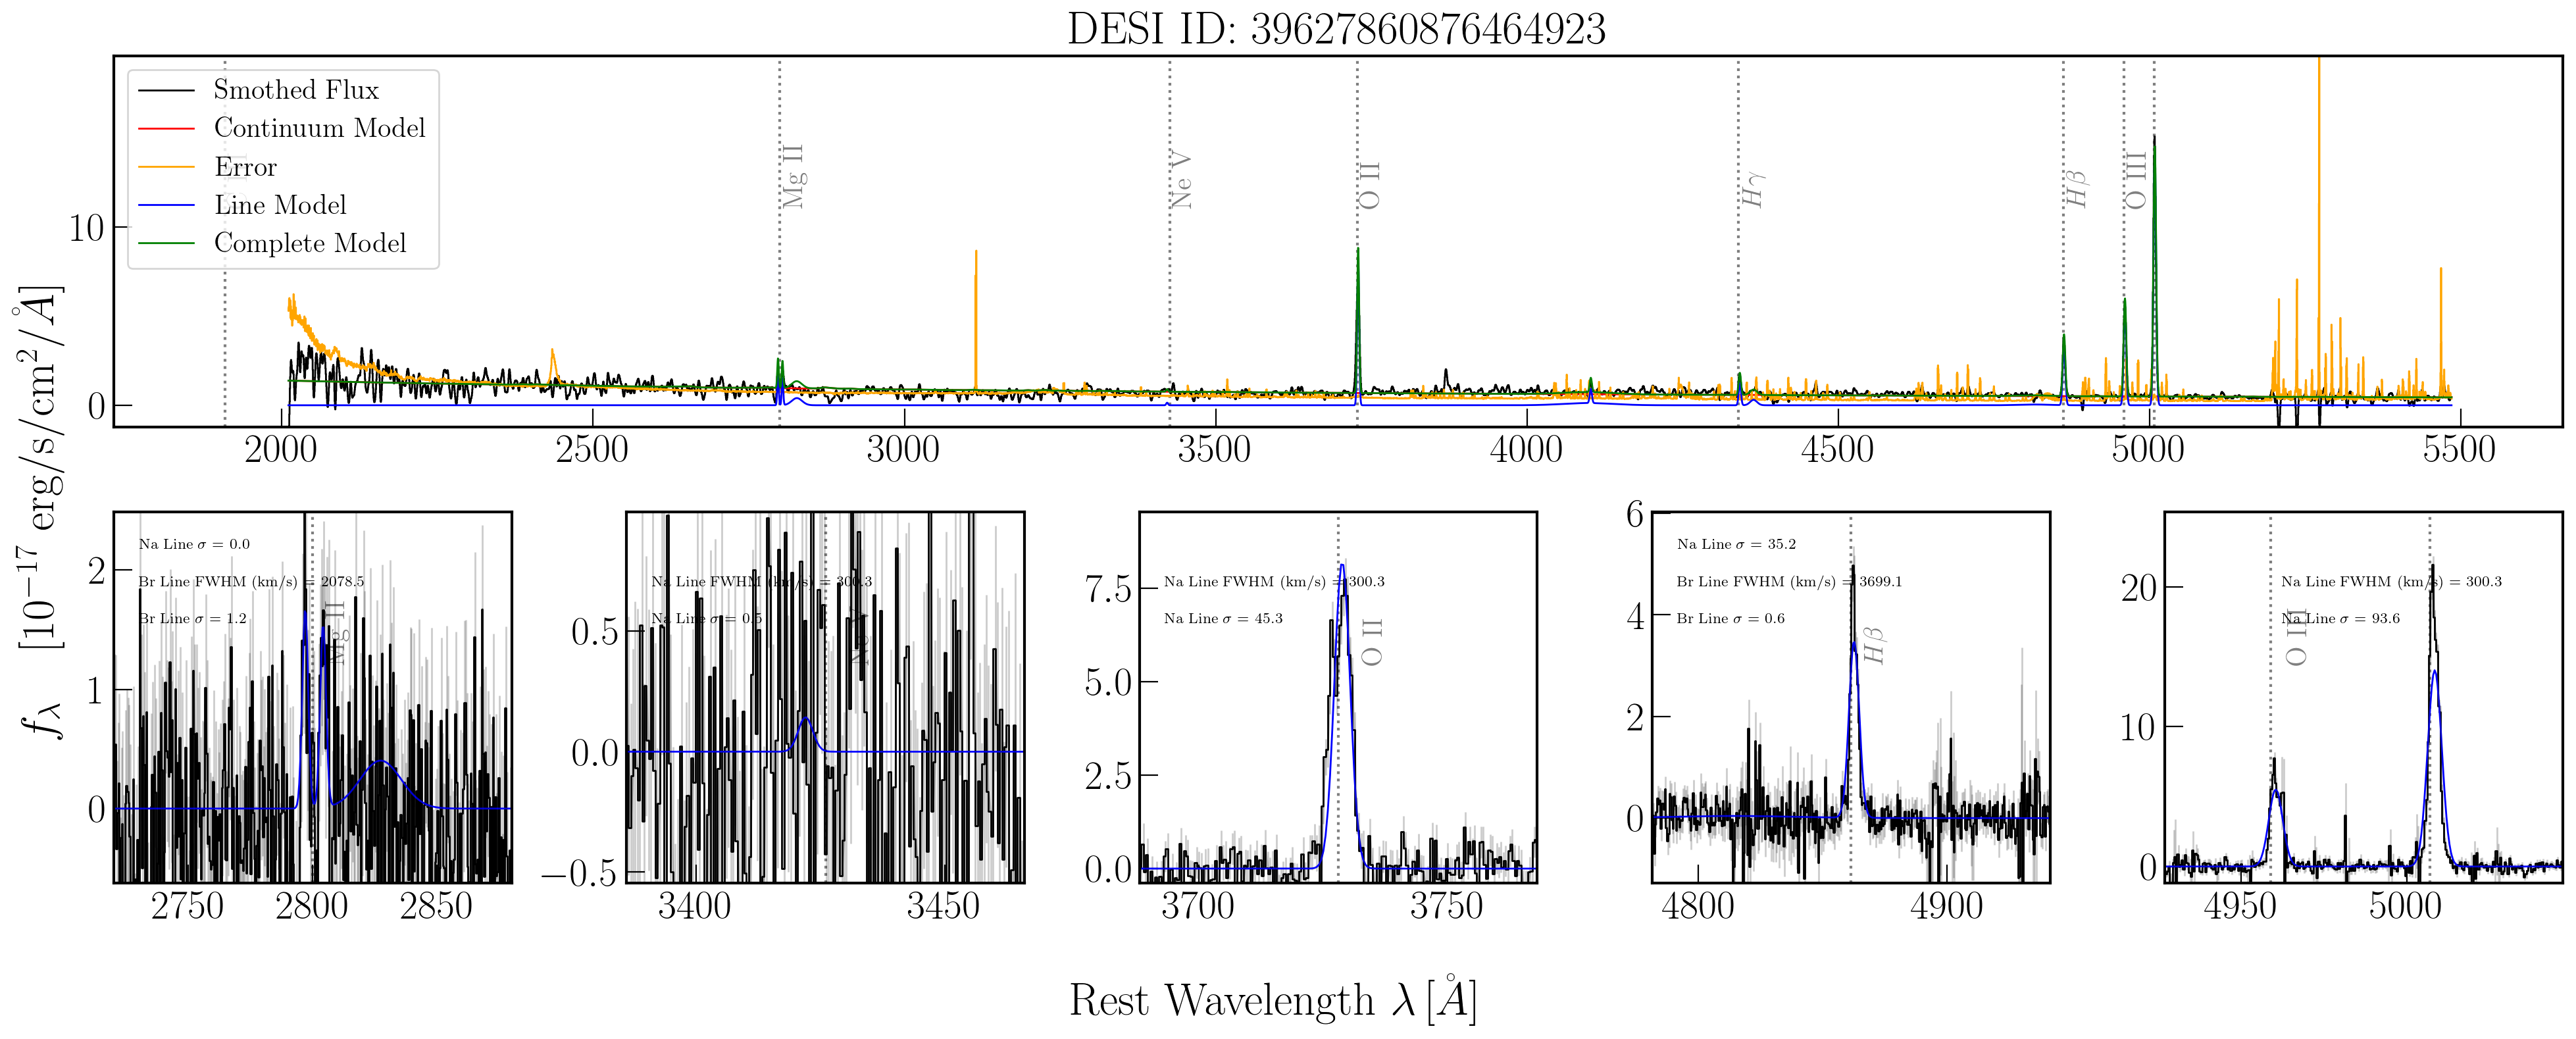 DESI ID: 39627860876464923
Smothed Flux
Continuum Model
Error
Line Model
Complete Model
Mg II
Ne V
O II
Hγ
Hβ
O III
10
0
2000 2500 3000 3500 4000 4500 5000 5500
f_λ [10⁻¹⁷ erg/s/cm²/Å]
Na Line σ = 0.0
Br Line FWHM (km/s) = 2078.5
Br Line σ = 1.2
Mg II
2
1
0
2750 2800 2850
Na Line FWHM (km/s) = 300.3
Na Line σ = 0.5
0.5
0.0
−0.5
3400 3450
Na Line FWHM (km/s) = 300.3
Na Line σ = 45.3
O II
7.5
5.0
2.5
0.0
3700 3750
Na Line σ = 35.2
Br Line FWHM (km/s) = 3699.1
Br Line σ = 0.6
Hβ
6
4
2
0
4800 4900
Na Line FWHM (km/s) = 300.3
Na Line σ = 93.6
O III
20
10
0
4950 5000
Rest Wavelength λ [Å]